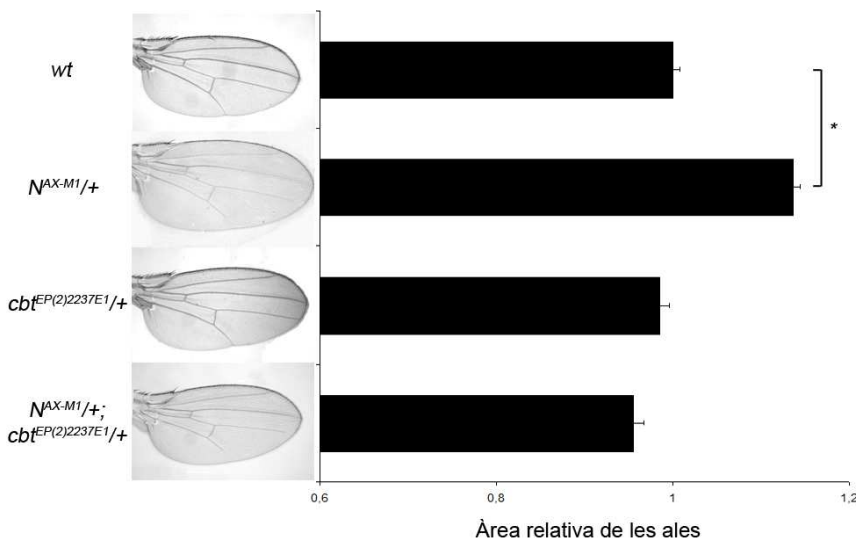 wt
*
N^AX-M1/+
cbt^EP(2)2237E1/+
N^AX-M1/+;
cbt^EP(2)2237E1/+
0,6 0,8 1 1,2
Àrea relativa de les ales